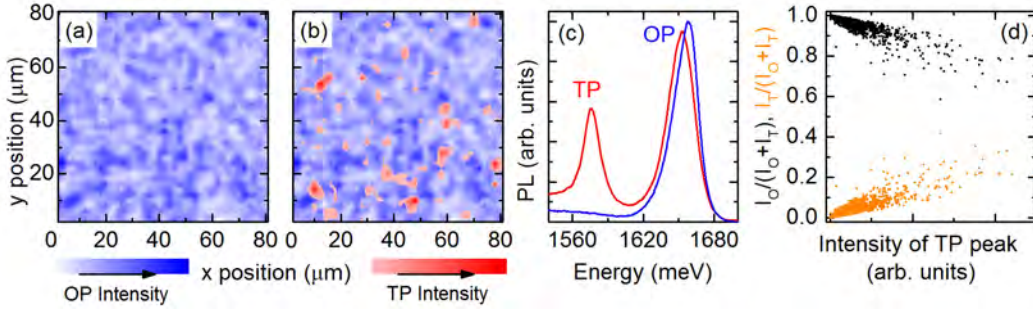 (a)
80
60
40
20
0
y position (μm)
0 20 40 60 80
(b)
0 20 40 60 80
x position (μm)
OP Intensity
TP Intensity
(c)
OP
TP
PL (arb. units)
1560 1620 1680
Energy (meV)
(d)
1.0
0.8
0.6
0.4
0.2
0.0
I_O/(I_O+I_T), I_T/(I_O+I_T)
Intensity of TP peak
(arb. units)